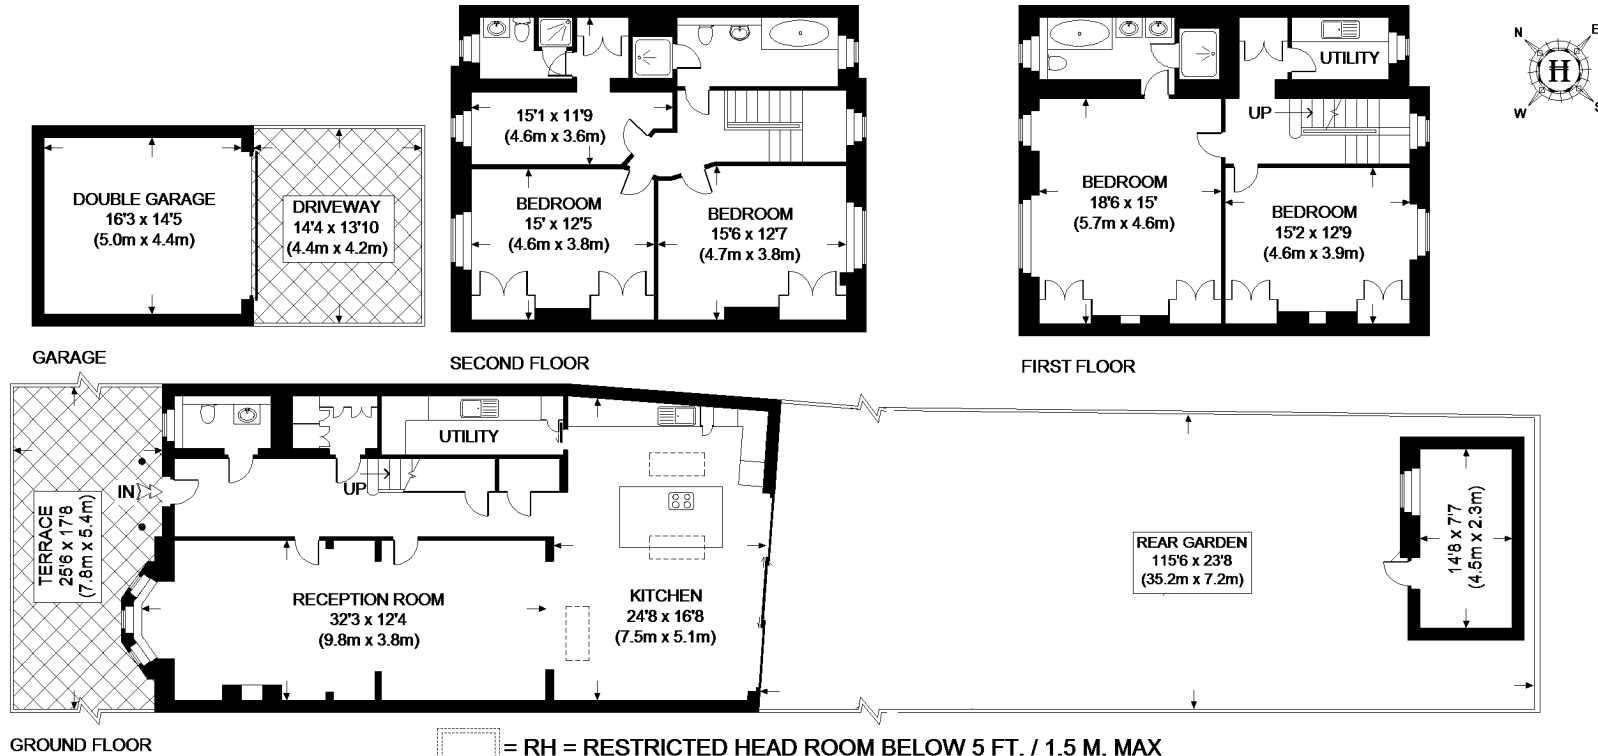 DOUBLE GARAGE
16'3 x 14'5
(5.0m x 4.4m)
DRIVEWAY
14'4 x 13'10
(4.4m x 4.2m)
GARAGE
15'1 x 11'9
(4.6m x 3.6m)
BEDROOM
15' x 12'5
(4.6m x 3.8m)
BEDROOM
15'6 x 12'7
(4.7m x 3.8m)
SECOND FLOOR
UTILITY
UP
BEDROOM
18'6 x 15'
(5.7m x 4.6m)
BEDROOM
15'2 x 12'9
(4.6m x 3.9m)
FIRST FLOOR
N
E
H
W
S
TERRACE
25'6 x 17'8
(7.8m x 5.4m)
IN
UP
UTILITY
RECEPTION ROOM
32'3 x 12'4
(9.8m x 3.8m)
KITCHEN
24'8 x 16'8
(7.5m x 5.1m)
REAR GARDEN
115'6 x 23'8
(35.2m x 7.2m)
14'8 x 7'7
(4.5m x 2.3m)
GROUND FLOOR
= RH = RESTRICTED HEAD ROOM BELOW 5 FT. / 1.5 M. MAX